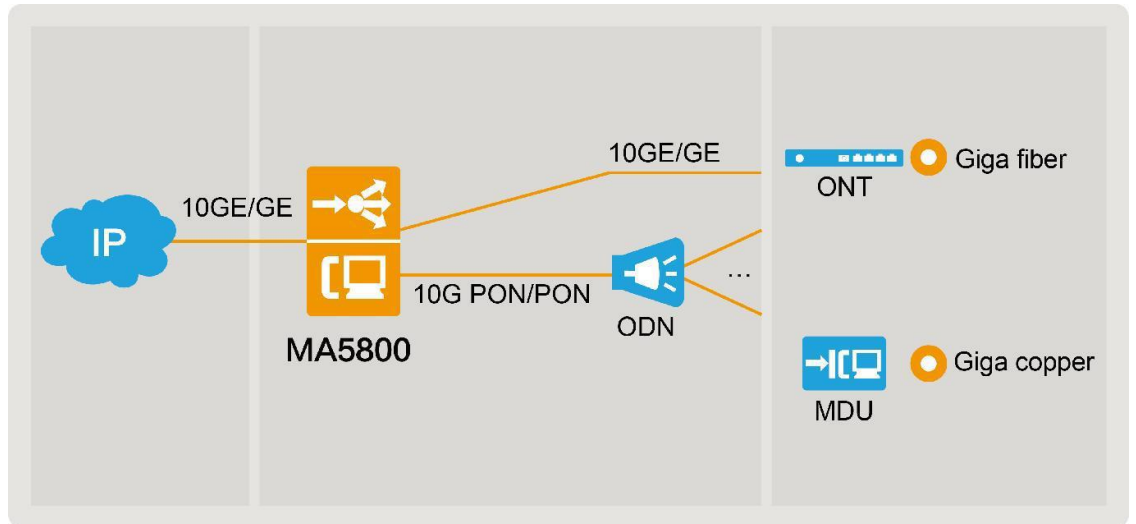 10GE/GE
ONT
Giga fiber
10GE/GE
IP
10G PON/PON
...
ODN
MA5800
MDU
Giga copper